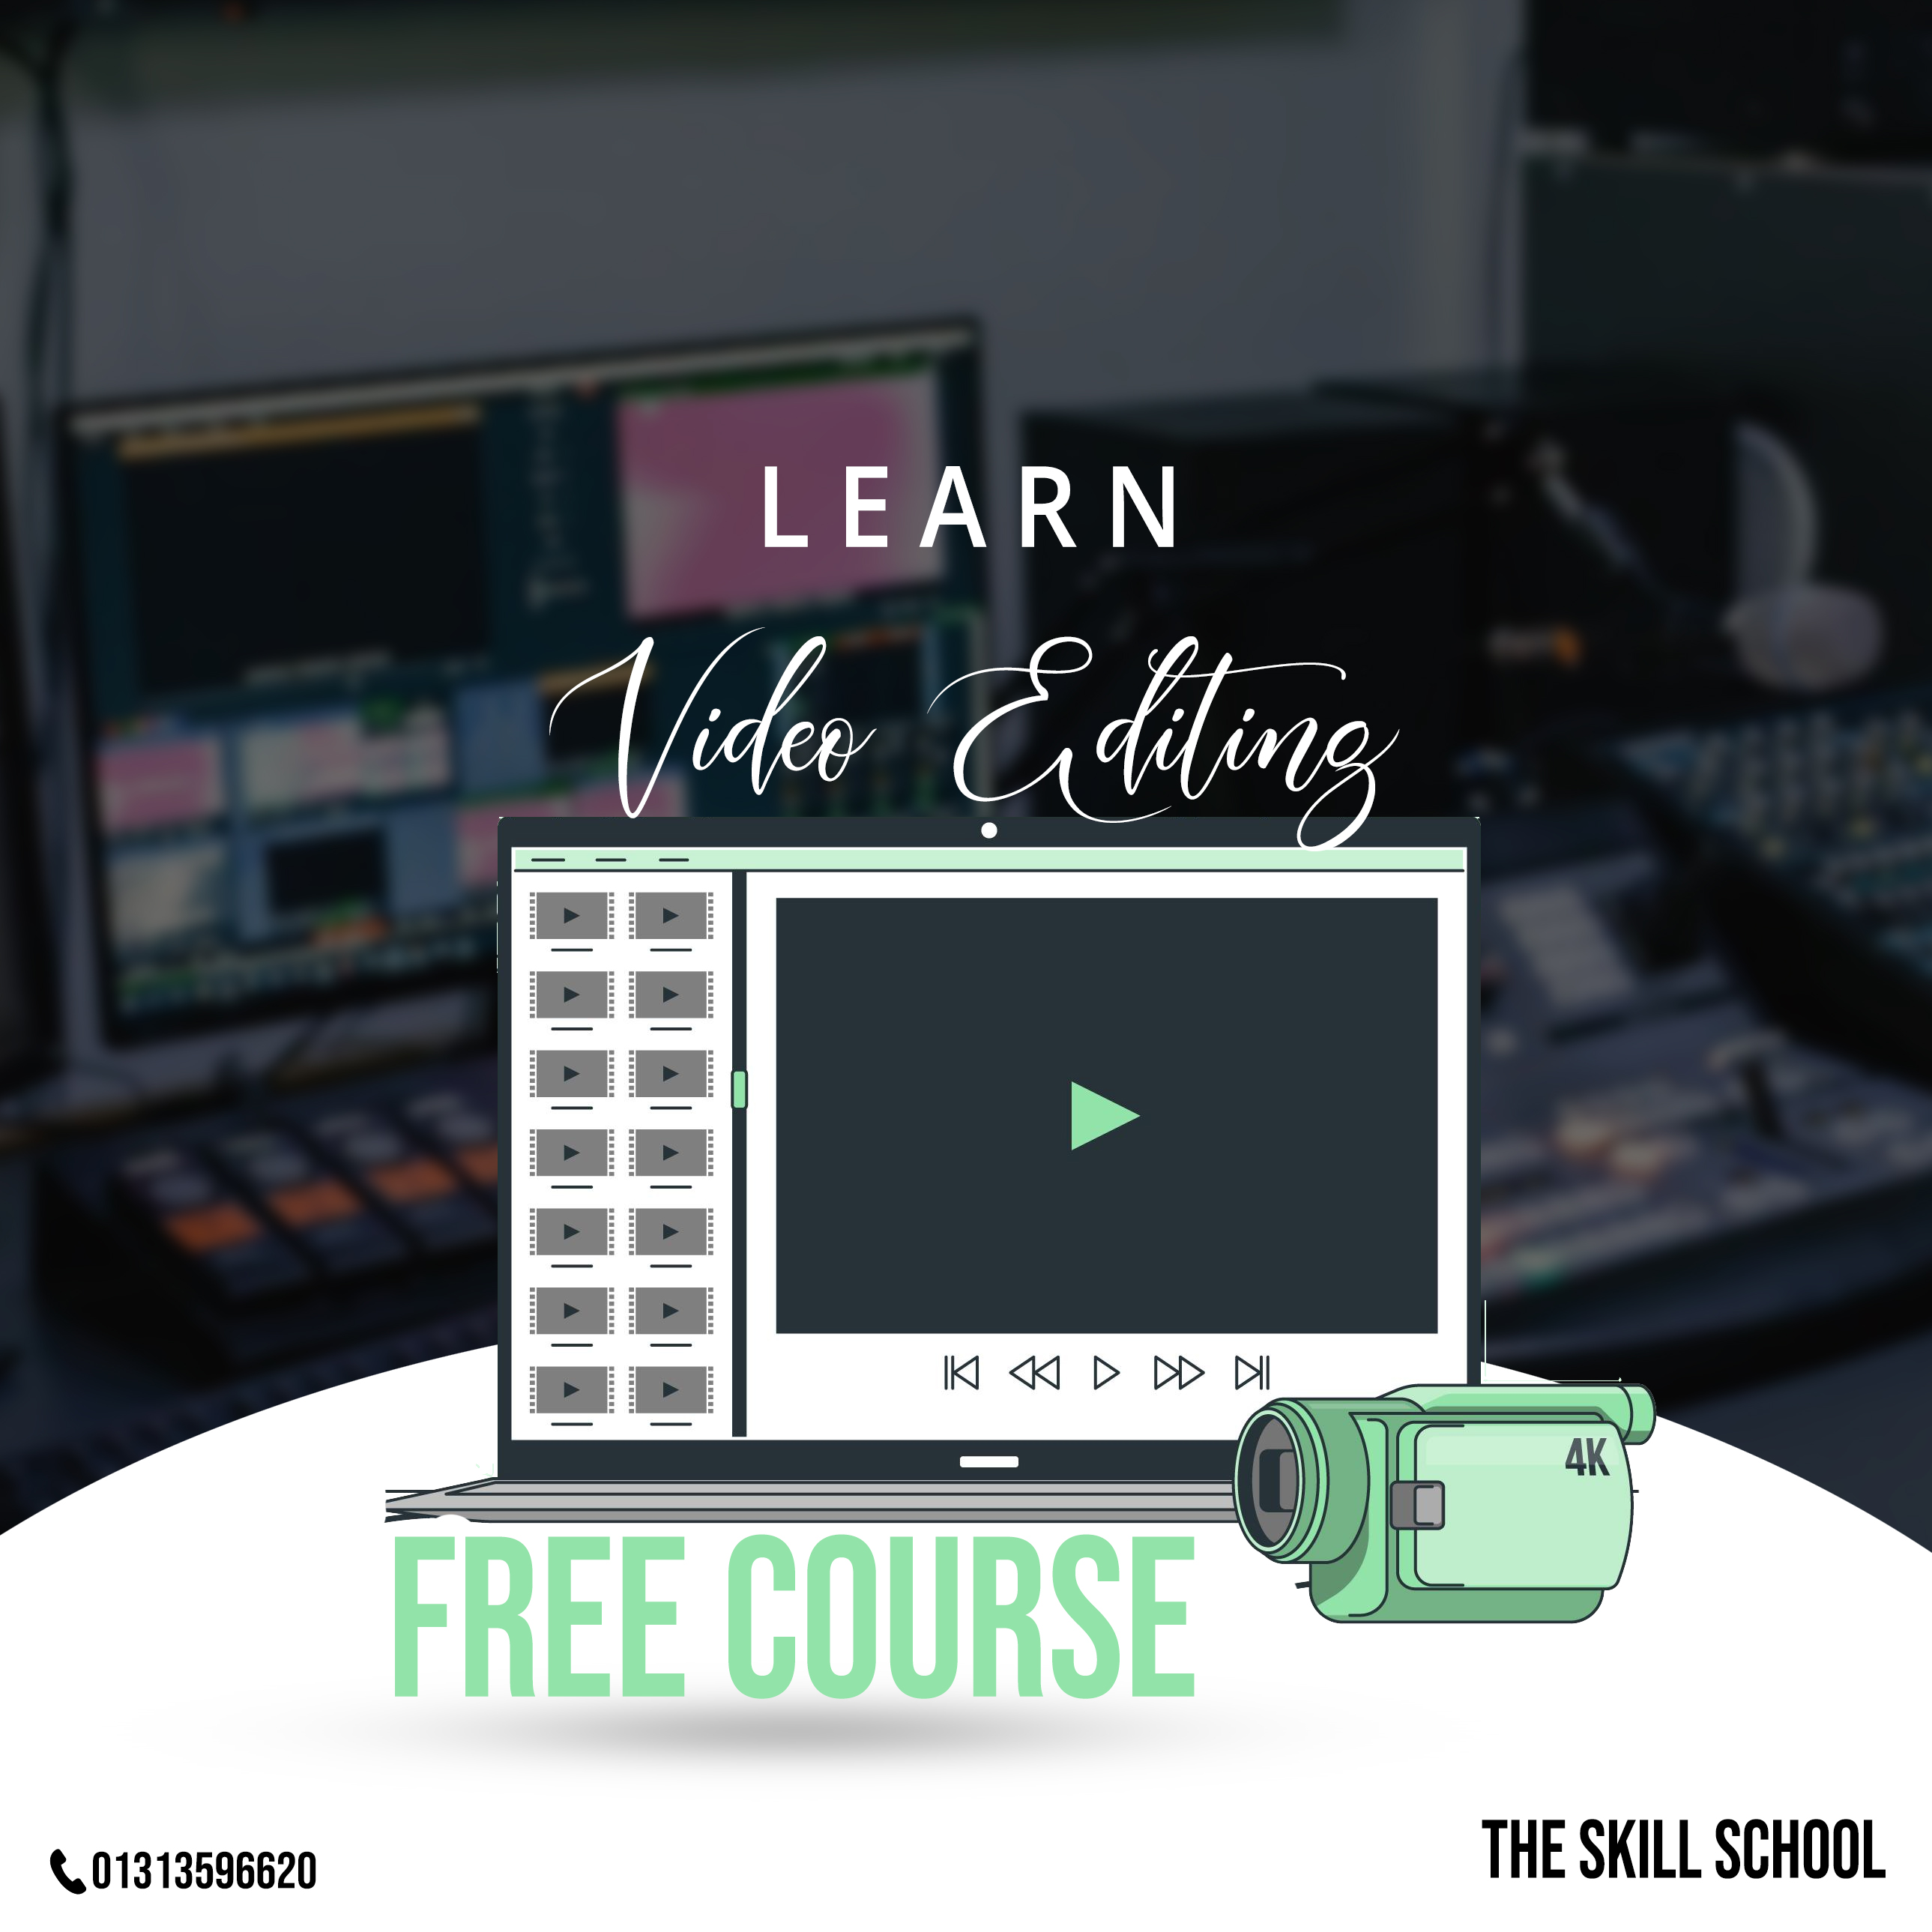 LEARN
Video Editing
4K
FREE COURSE
01313596620
THE SKILL SCHOOL